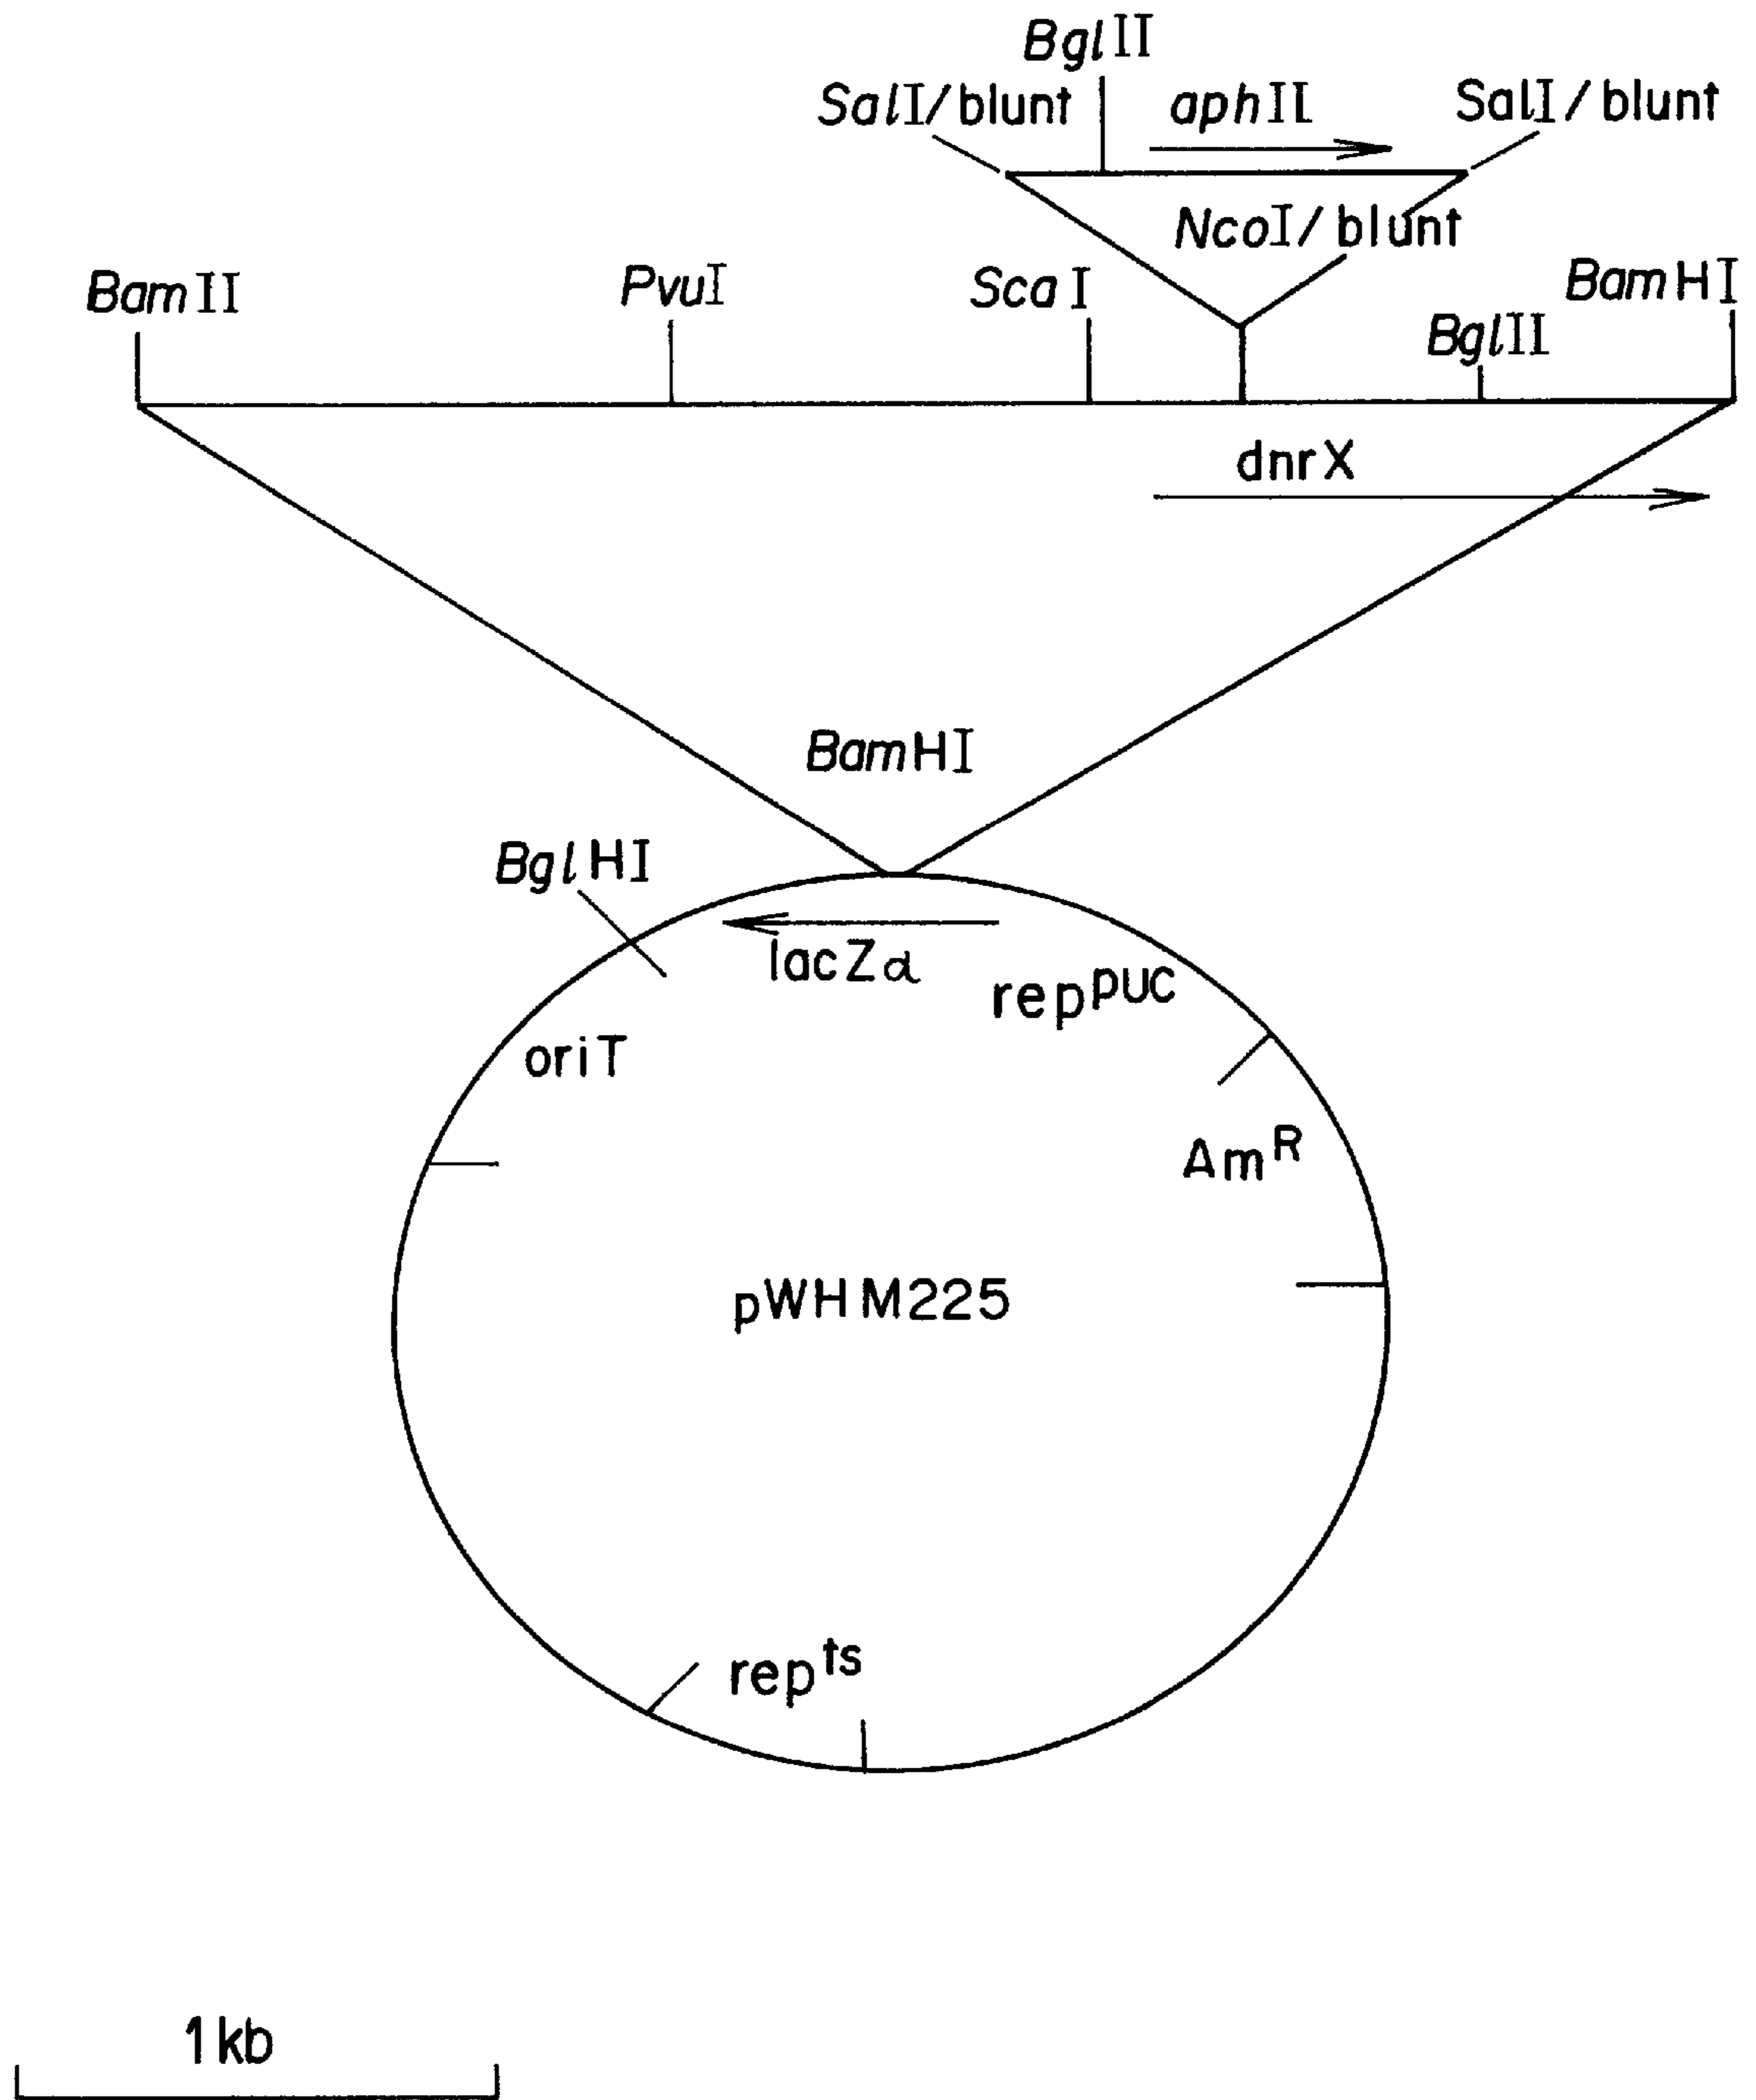 BglII
SalI/blunt
aphII
SalI/blunt
NcoI/blunt
BamII
PvuI
ScaI
BamHI
BglII
dnrX
BamHI
BglHI
lacZα
rep^pUC
oriT
Am^R
pWHM225
rep^ts
1kb